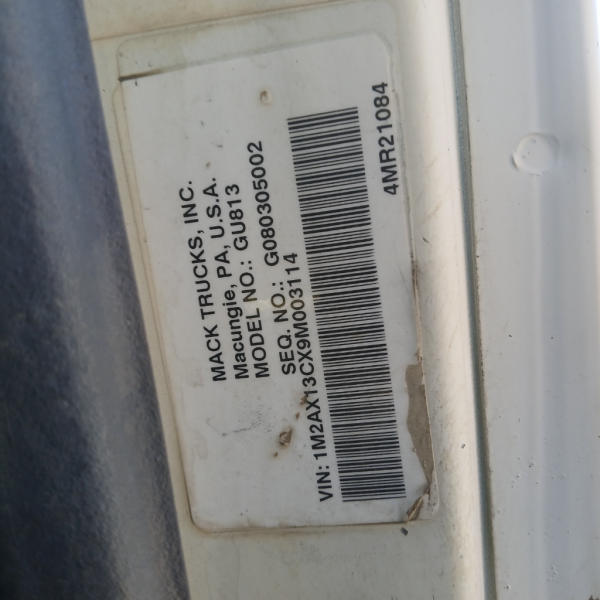 MACK TRUCKS, INC.
Macungie, PA, U.S.A.
MODEL NO.: GU813
SEQ. NO.: G080305002
VIN: 1M2AX13CX9M003114
4MR21084